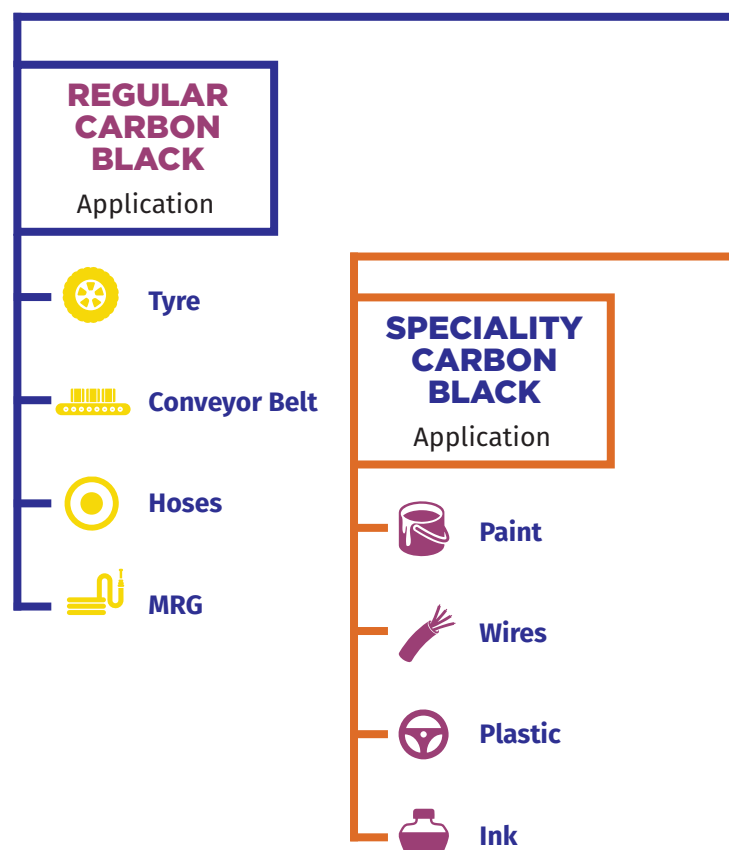 REGULAR
CARBON
BLACK
Application
Tyre
Conveyor Belt
Hoses
MRG
SPECIALITY
CARBON
BLACK
Application
Paint
Wires
Plastic
Ink